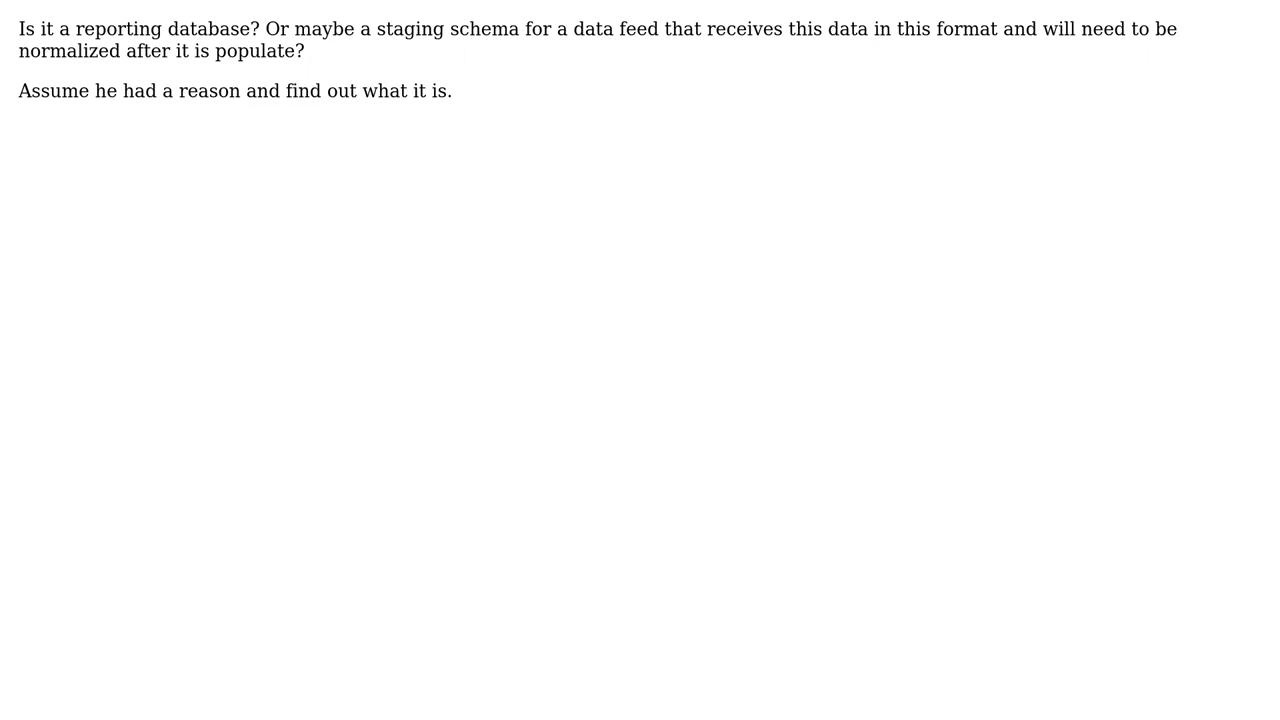 Is it a reporting database? Or maybe a staging schema for a data feed that receives this data in this format and will need to be
normalized after it is populate?
Assume he had a reason and find out what it is.